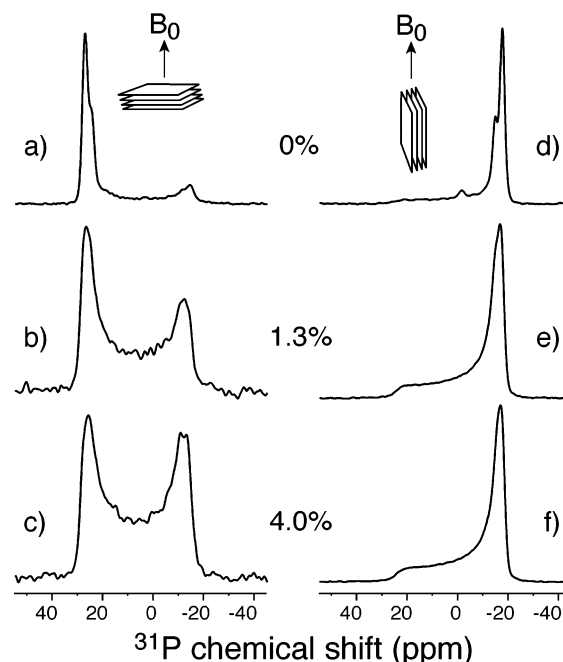 B0 B0
a) 0% d)
b) 1.3% e)
c) 4.0% f)
40 20 0 -20 -40 40 20 0 -20 -40
31P chemical shift (ppm)